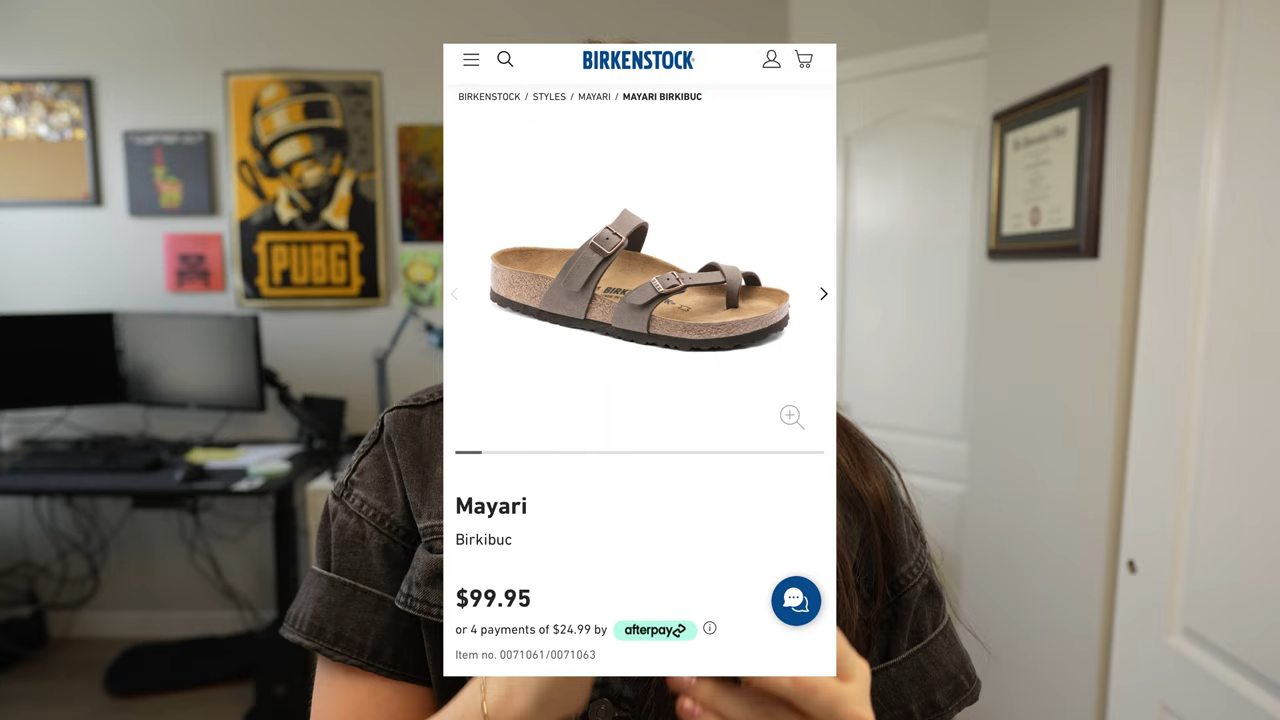 BIRKENSTOCK
BIRKENSTOCK / STYLES / MAYARI / MAYARI BIRKIBUC
Mayari
Birkibuc
$99.95
or 4 payments of $24.99 by afterpay
Item no. 0071061/0071063
PUBG